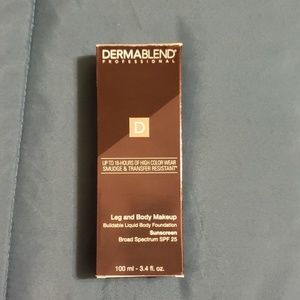 DERMABLEND®
PROFESSIONAL
D
UP TO 16-HOURS OF HIGH COLOR WEAR
SMUDGE & TRANSFER RESISTANT*
Leg and Body Makeup
Buildable Liquid Body Foundation
Sunscreen
Broad Spectrum SPF 25
100 ml - 3.4 fl. oz.